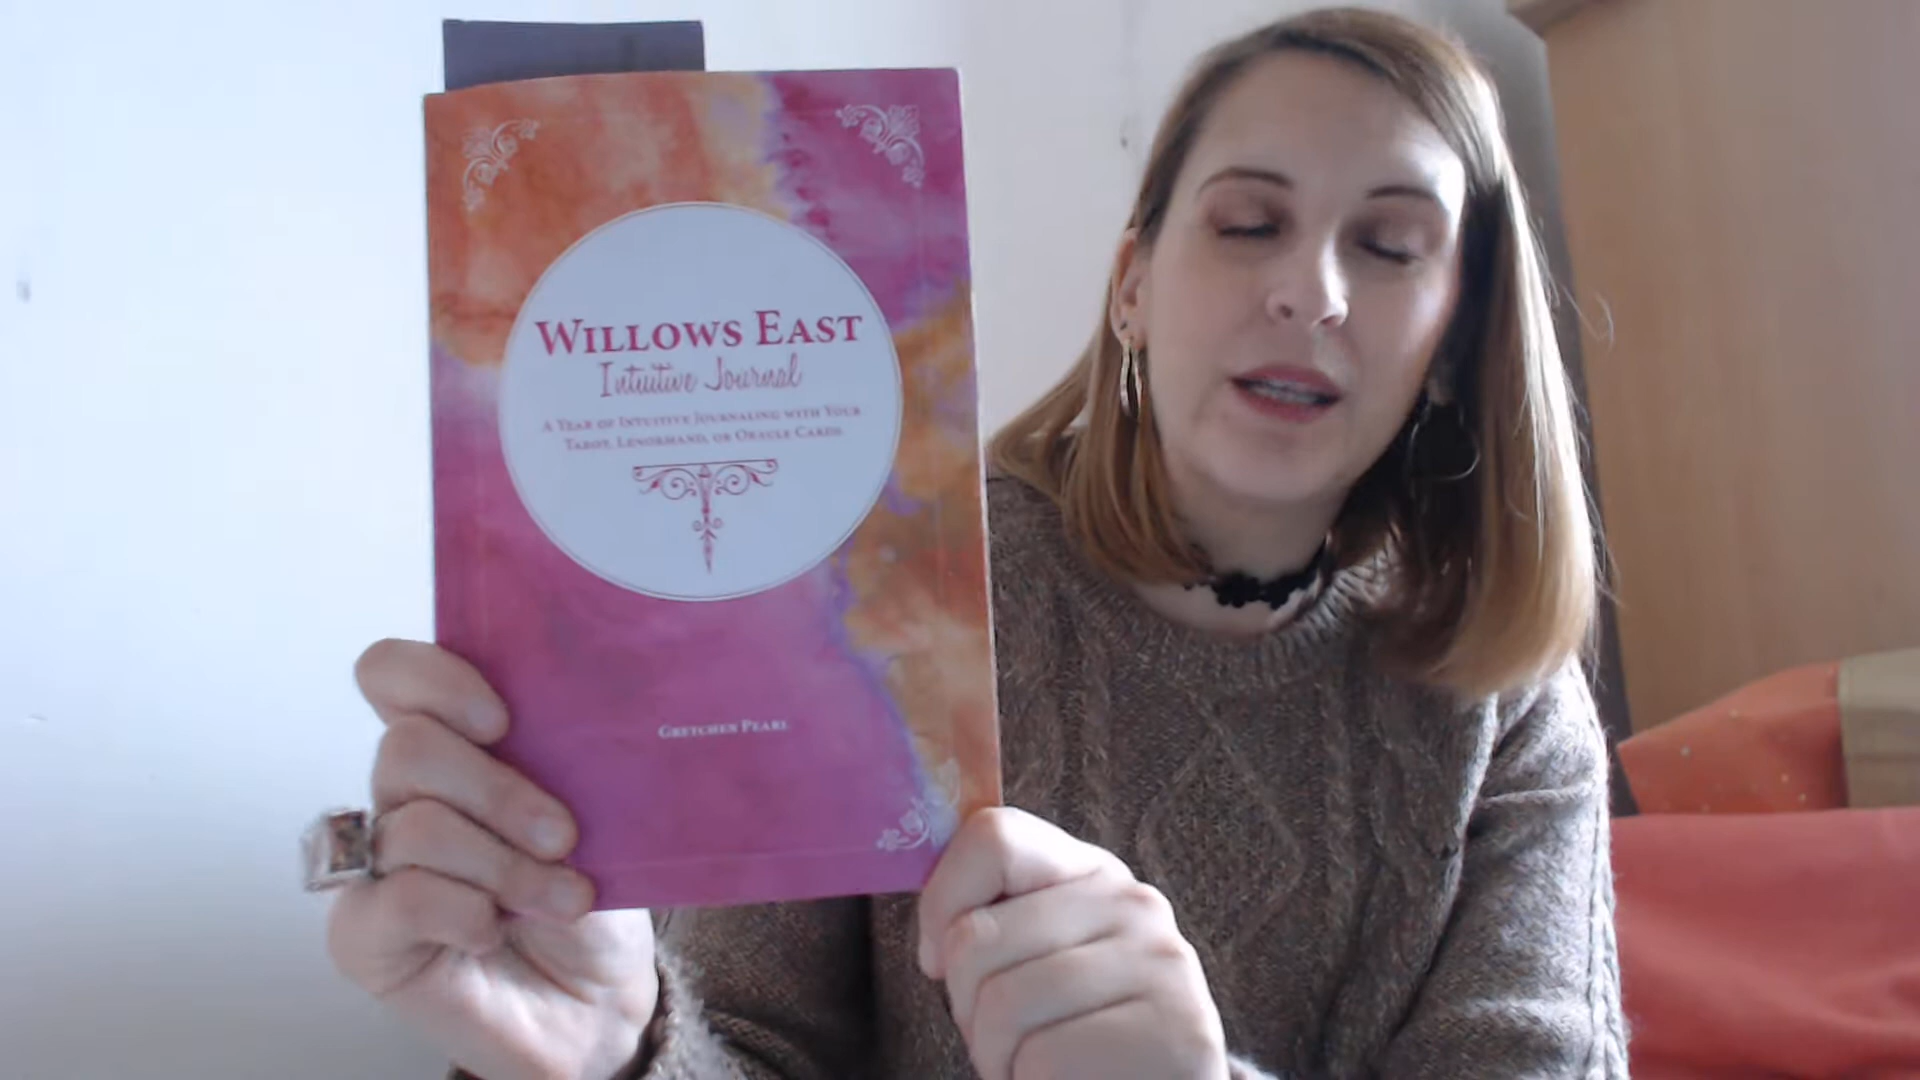 WILLOWS EAST
Intuitive Journal
A YEAR OF INTUITIVE JOURNALING WITH YOUR
TAROT, LENORMAND, OR ORACLE CARDS
GRETCHEN PEARL